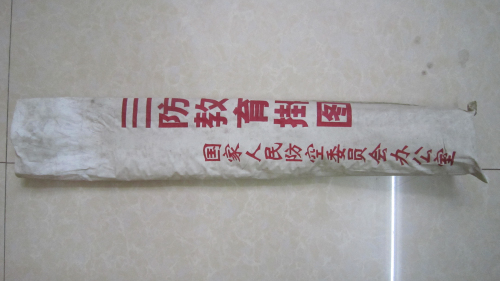 三防教育挂图
国家人民防空委员会办公室